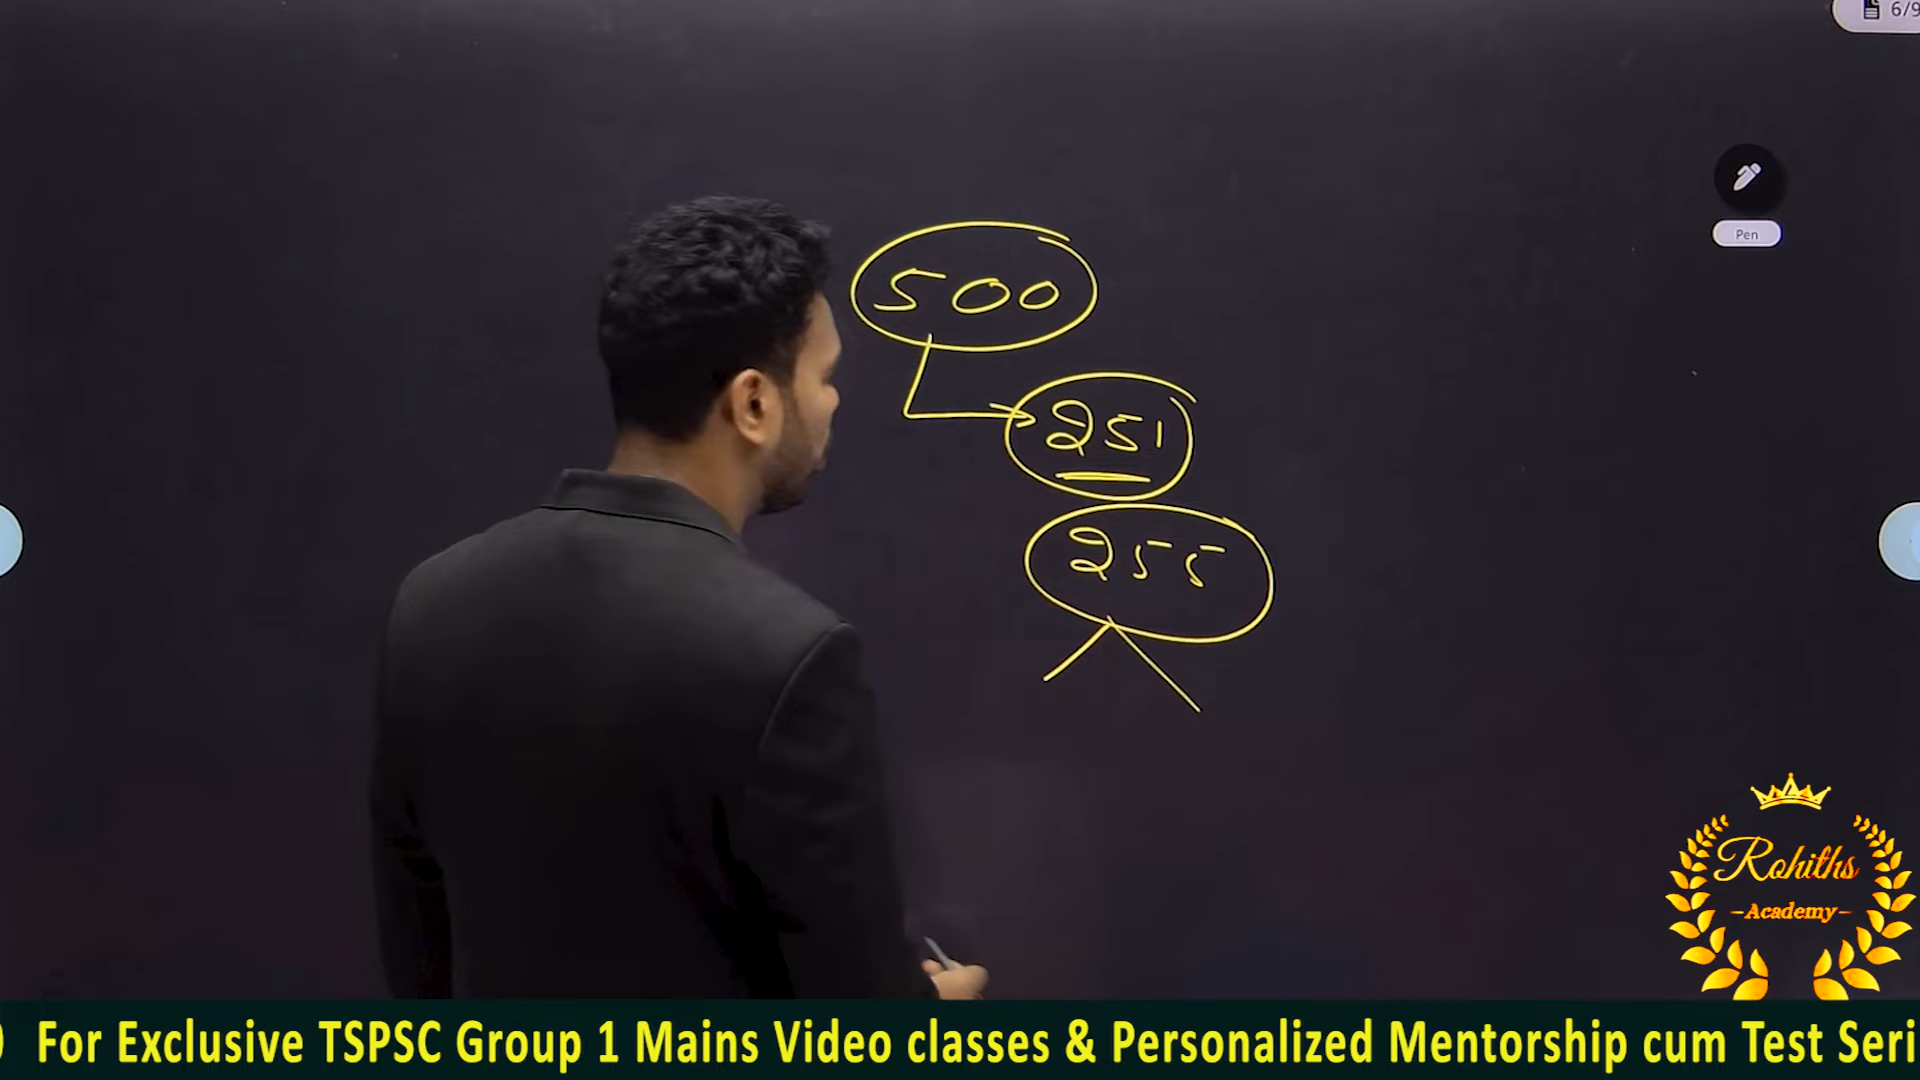 6/9
Pen
500
251
255
Rohiths
-Academy-
For Exclusive TSPSC Group 1 Mains Video classes & Personalized Mentorship cum Test Seri